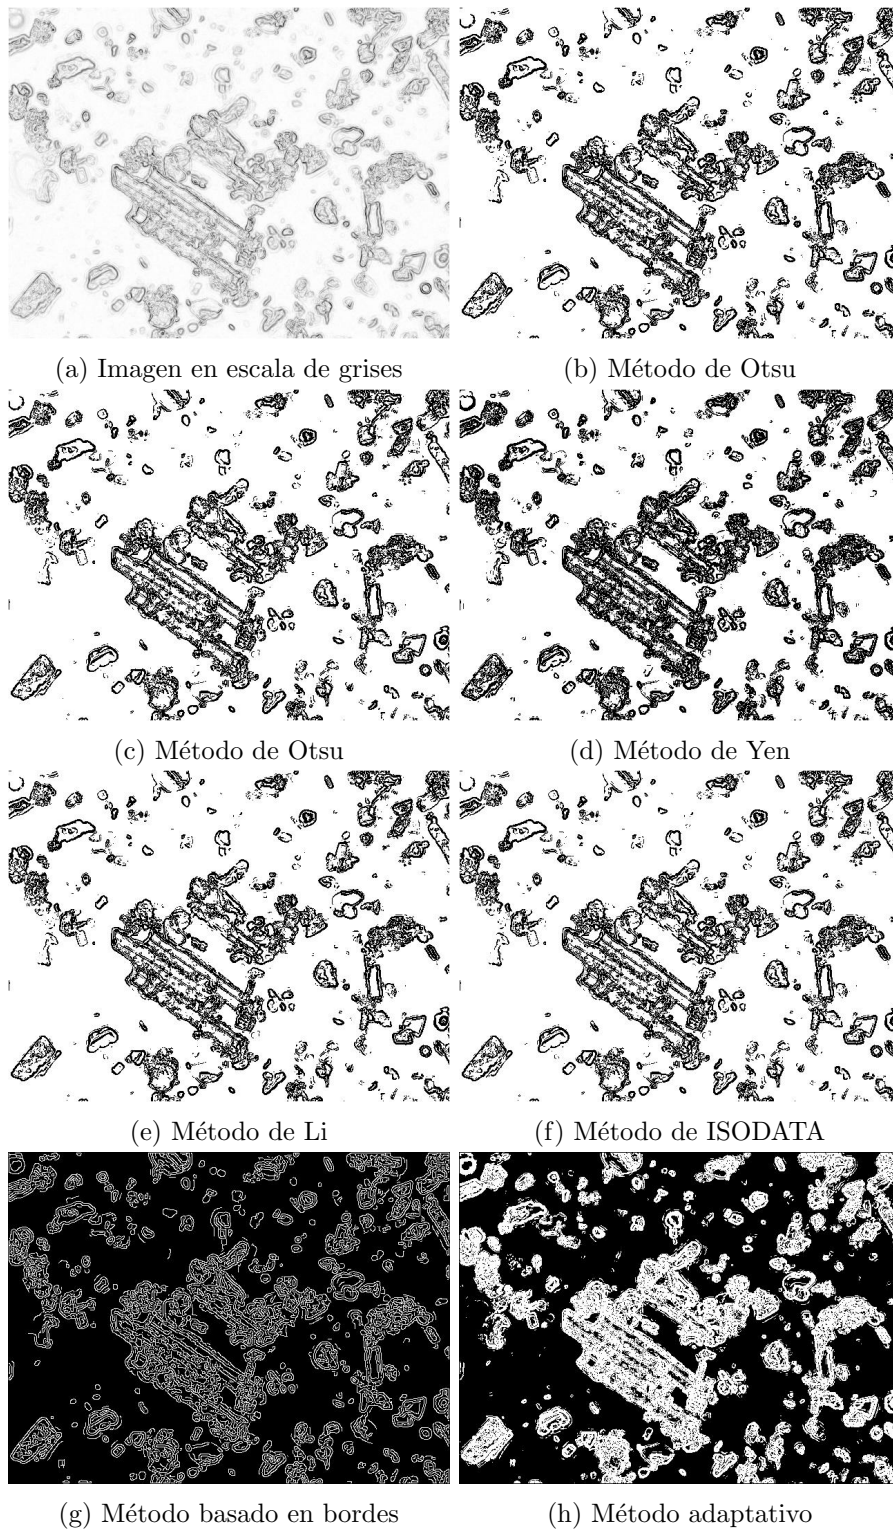 (a) Imagen en escala de grises
(b) Método de Otsu
(c) Método de Otsu
(d) Método de Yen
(e) Método de Li
(f) Método de ISODATA
(g) Método basado en bordes
(h) Método adaptativo